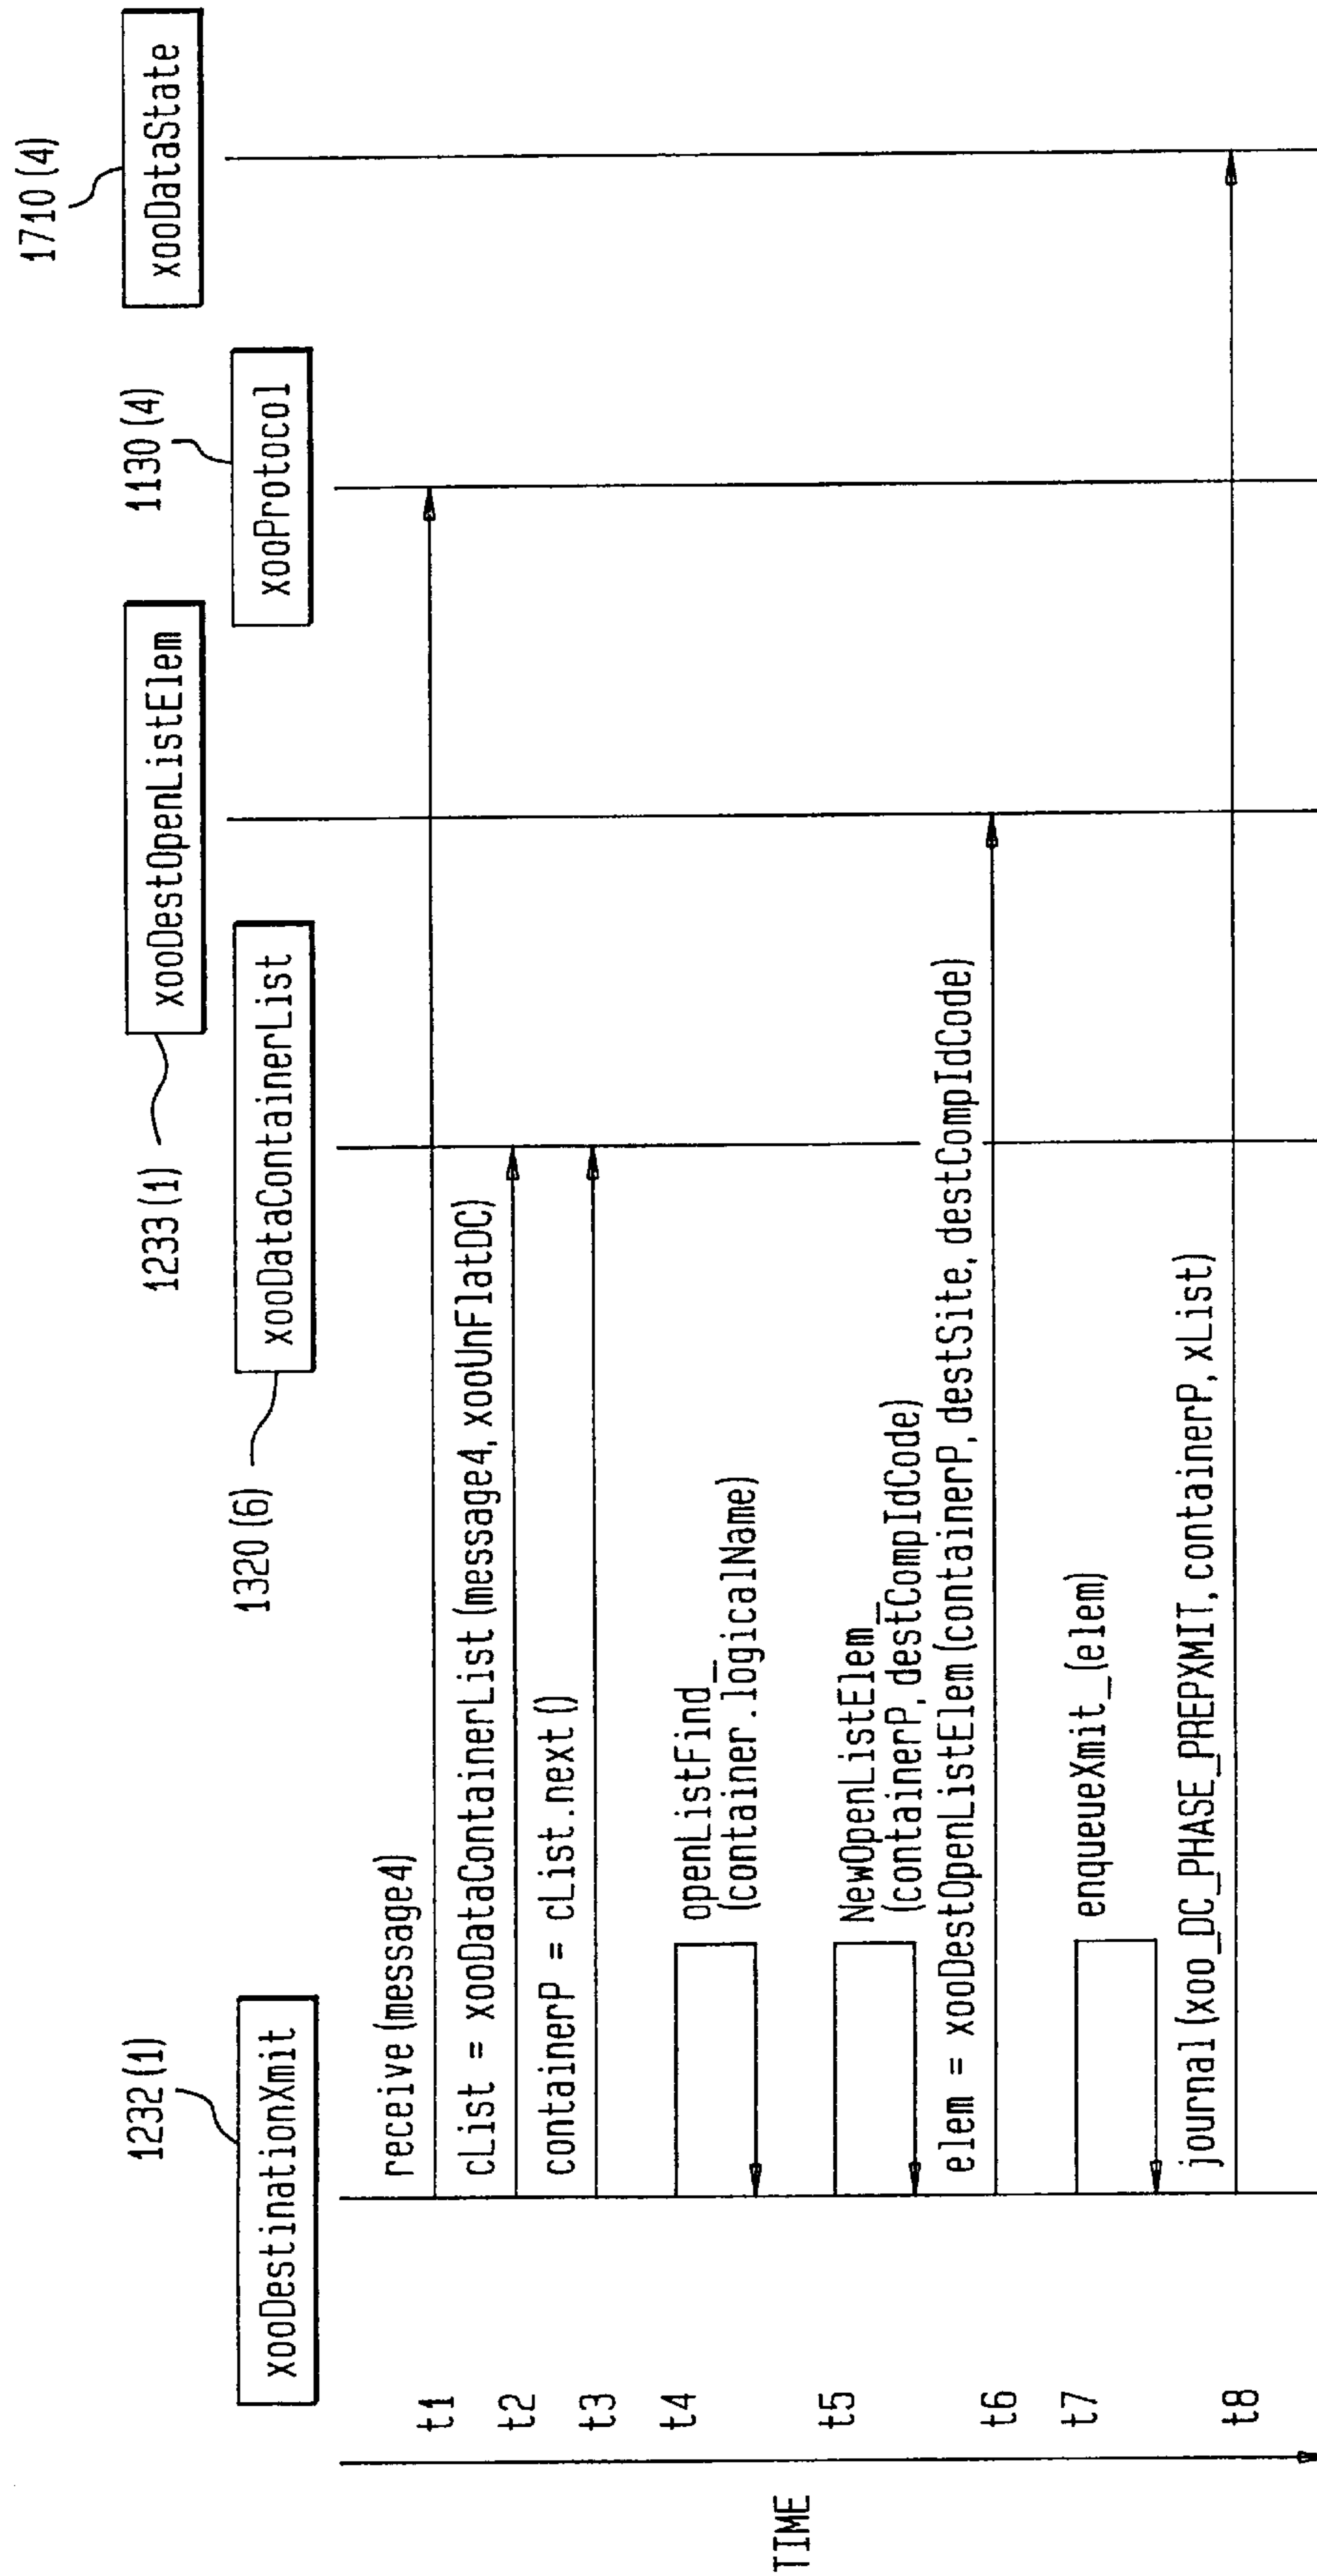 1710(4)
xooDataState
1130(4)
xooProtocol
1233(1)
xooDestOpenListElem
1320(6)
xooDataContainerList
1232(1)
xooDestinationXmit
TIME
t1
receive(message4)
t2
cList = xooDataContainerList(message4, xooUnFlatDC)
t3
containerP = cList.next()
t4
openListFind_
(container.logicalName)
t5
NewOpenListElem_
(containerP, destCompIdCode)
t6
elem = xooDestOpenListElem(containerP, destSite, destCompIdCode)
t7
enqueueXmit_(elem)
t8
journal(xoo_DC_PHASE_PREPXMIT, containerP, xList)